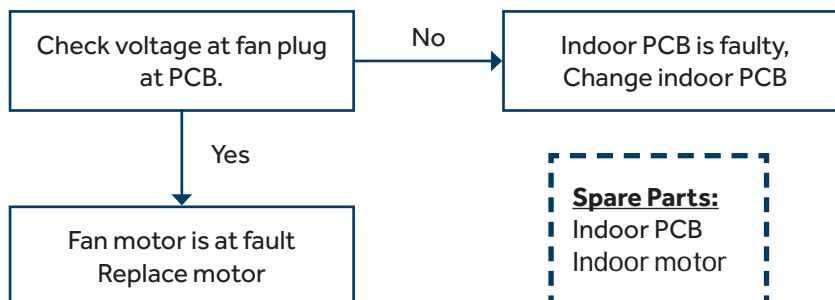 Check voltage at fan plug
at PCB.
No
Indoor PCB is faulty,
Change indoor PCB
Yes
Fan motor is at fault
Replace motor
Spare Parts:
Indoor PCB
Indoor motor